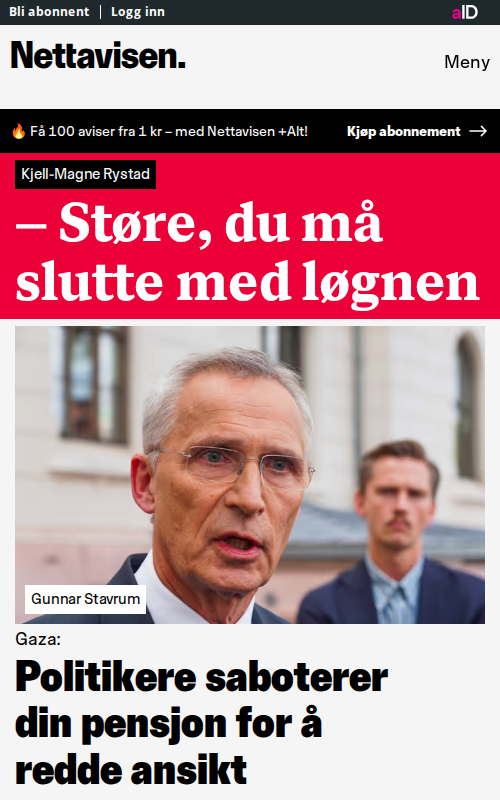 Bli abonnent | Logg inn
aID
Nettavisen.
Meny
🔥 Få 100 aviser fra 1 kr – med Nettavisen +Alt!
Kjøp abonnement →
Kjell-Magne Rystad
– Støre, du må
slutte med løgnen
Gunnar Stavrum
Gaza:
Politikere saboterer
din pensjon for å
redde ansikt